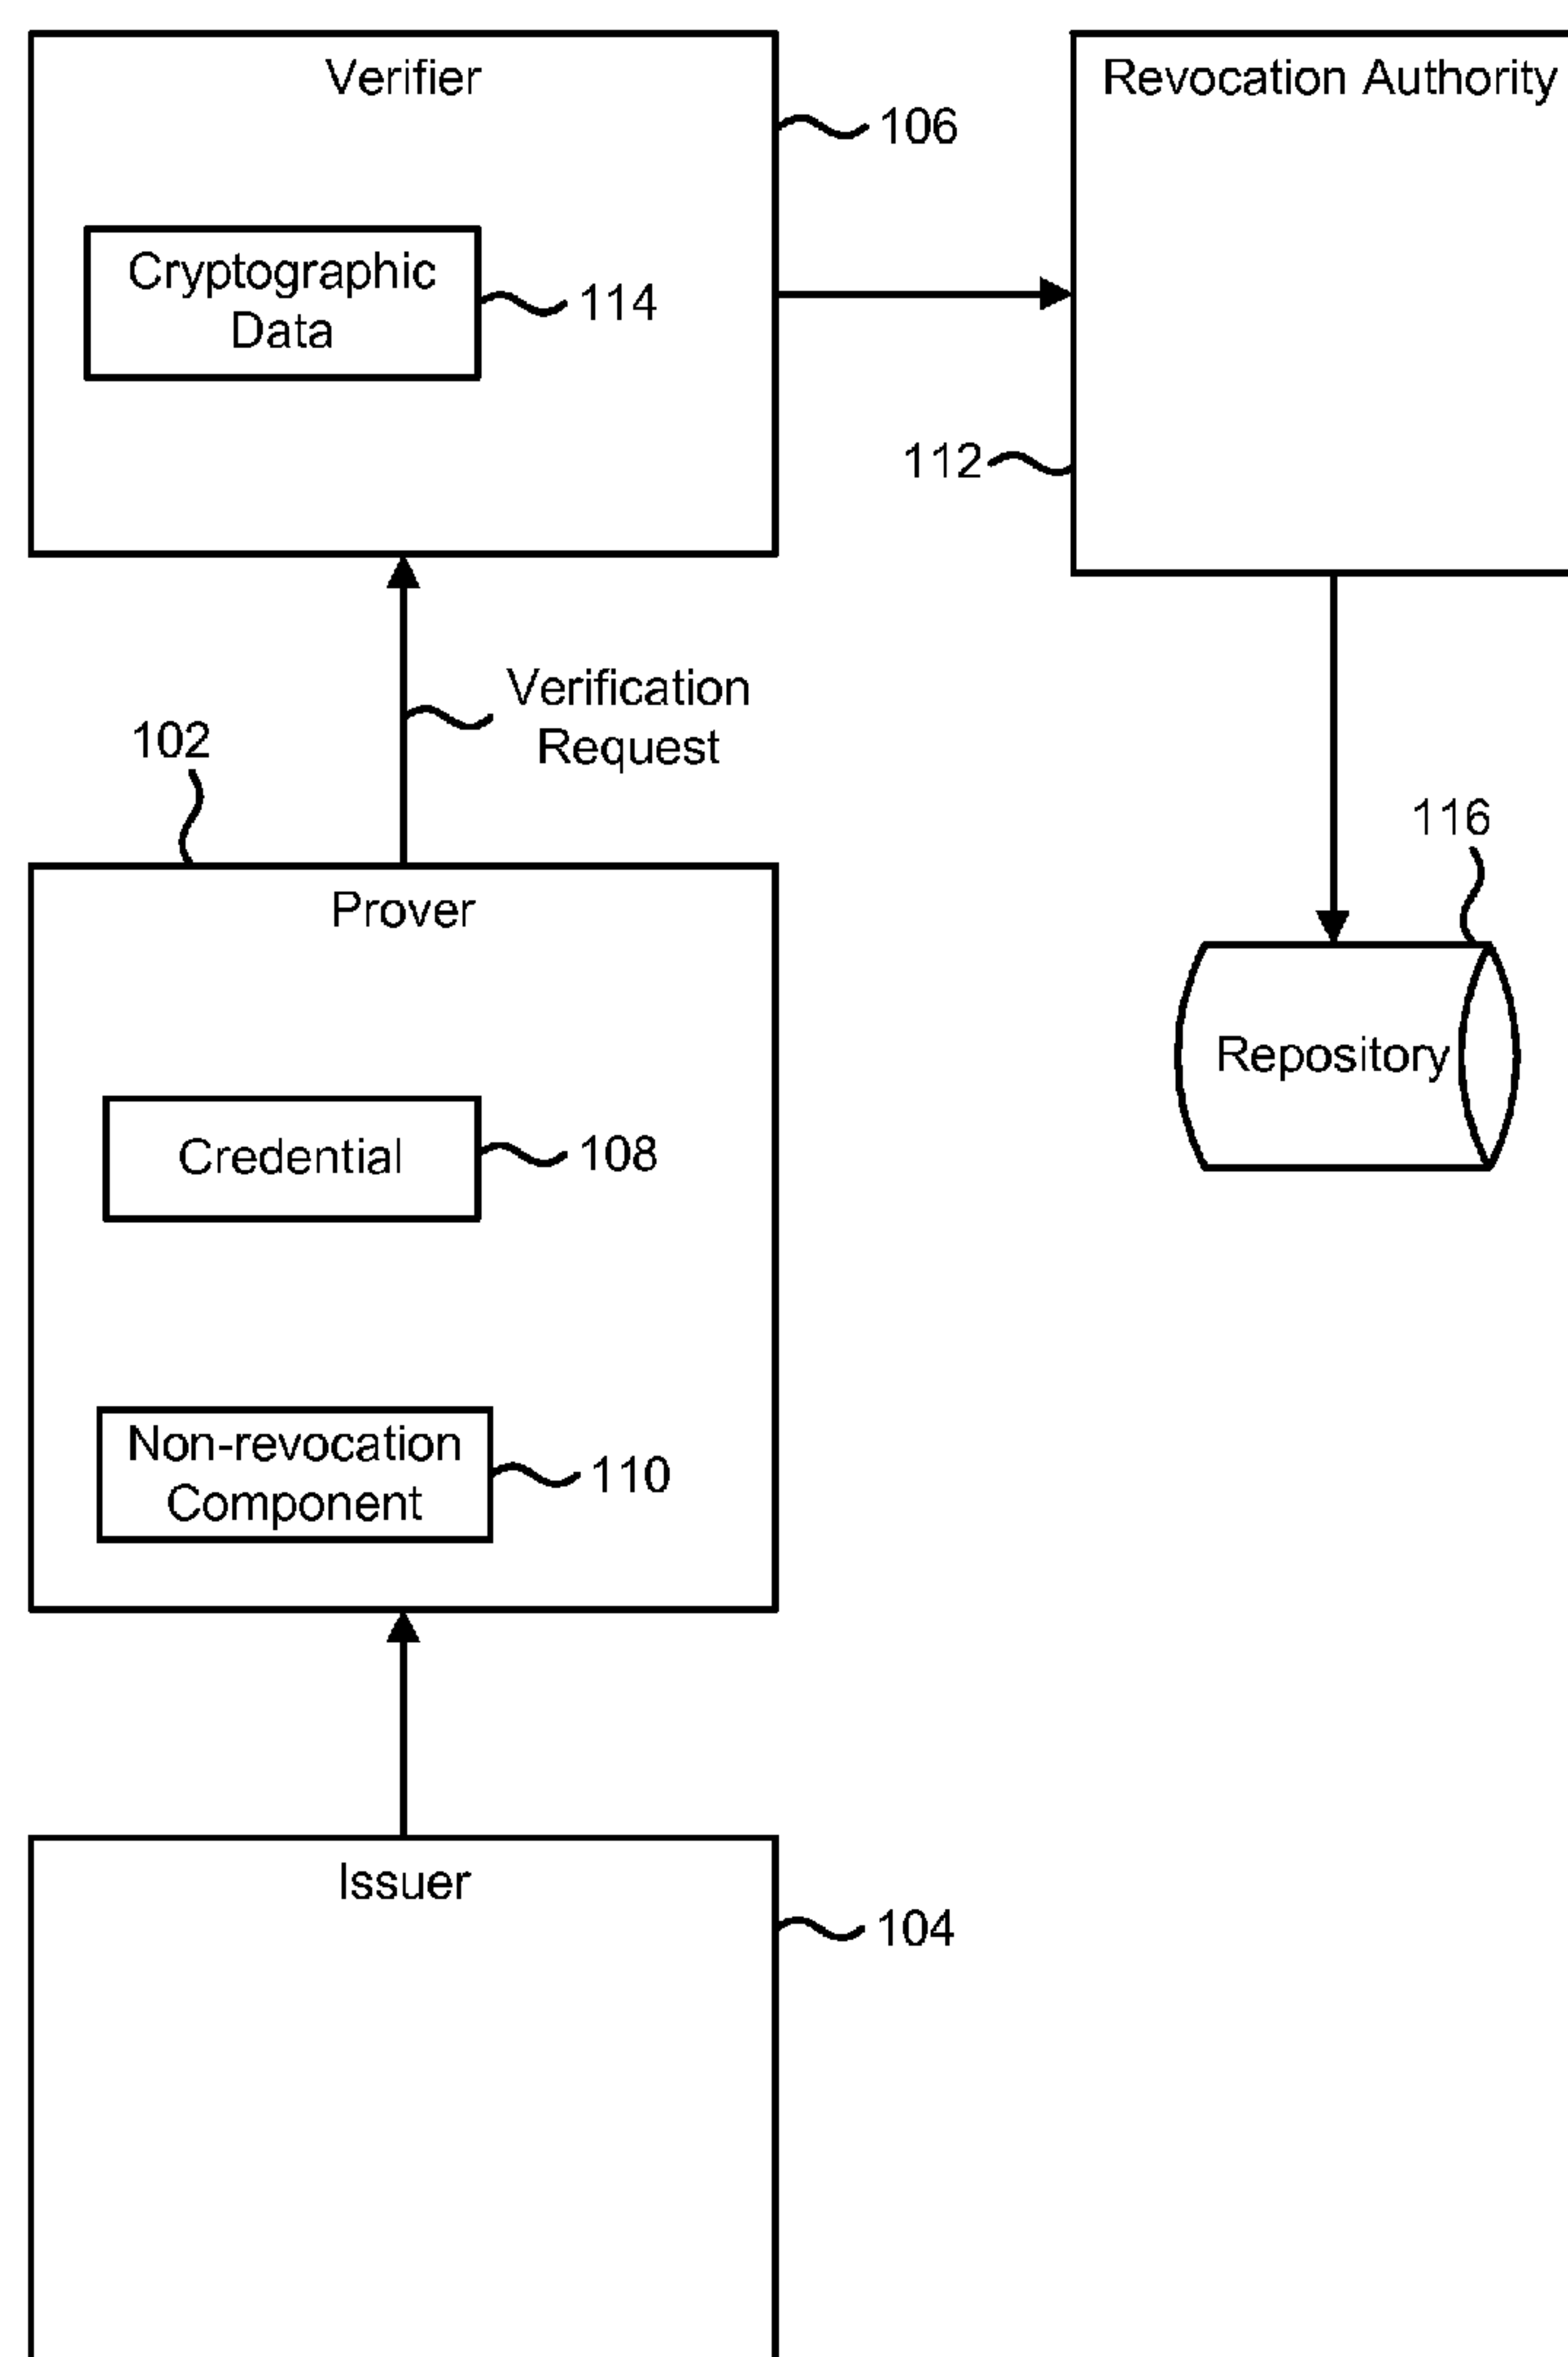 Verifier
Revocation Authority
106
Cryptographic
Data
114
112
Verification
Request
102
116
Prover
Repository
Credential
108
Non-revocation
Component
110
Issuer
104